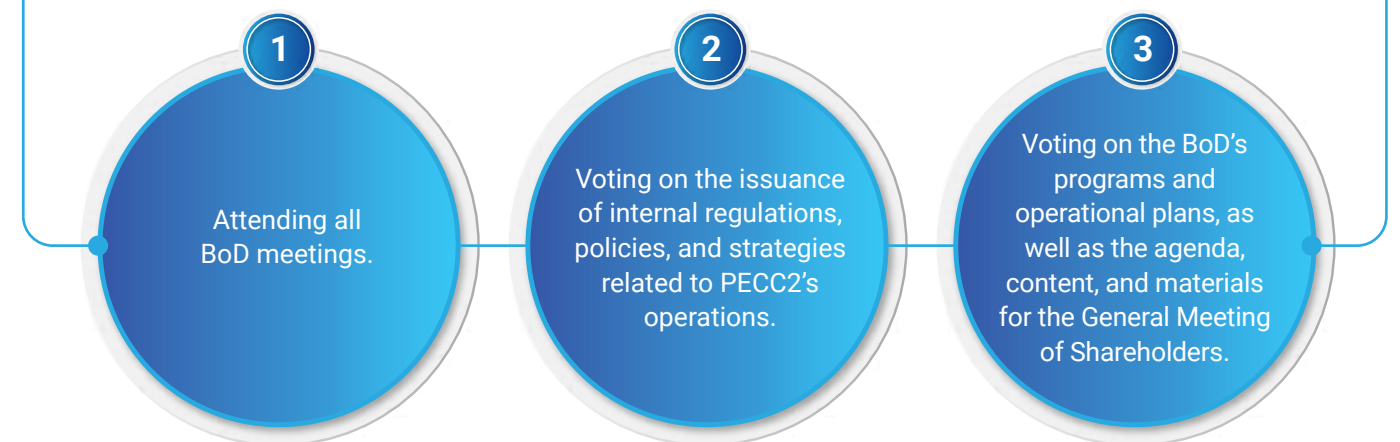 1
Attending all
BoD meetings.
2
Voting on the issuance
of internal regulations,
policies, and strategies
related to PECC2’s
operations.
3
Voting on the BoD’s
programs and
operational plans, as
well as the agenda,
content, and materials
for the General Meeting
of Shareholders.